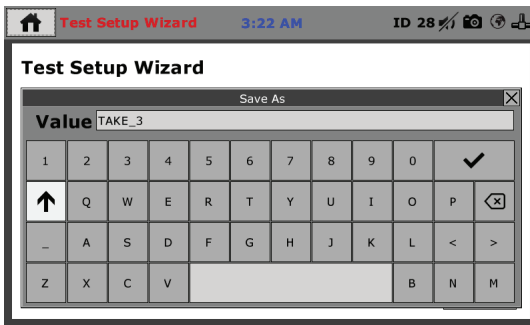 Test Setup Wizard 3:22 AM ID 28
Test Setup Wizard
Save As
Value TAKE_3
1 2 3 4 5 6 7 8 9 0
Q W E R T Y U I O P
_ A S D F G H J K L < >
Z X C V B N M